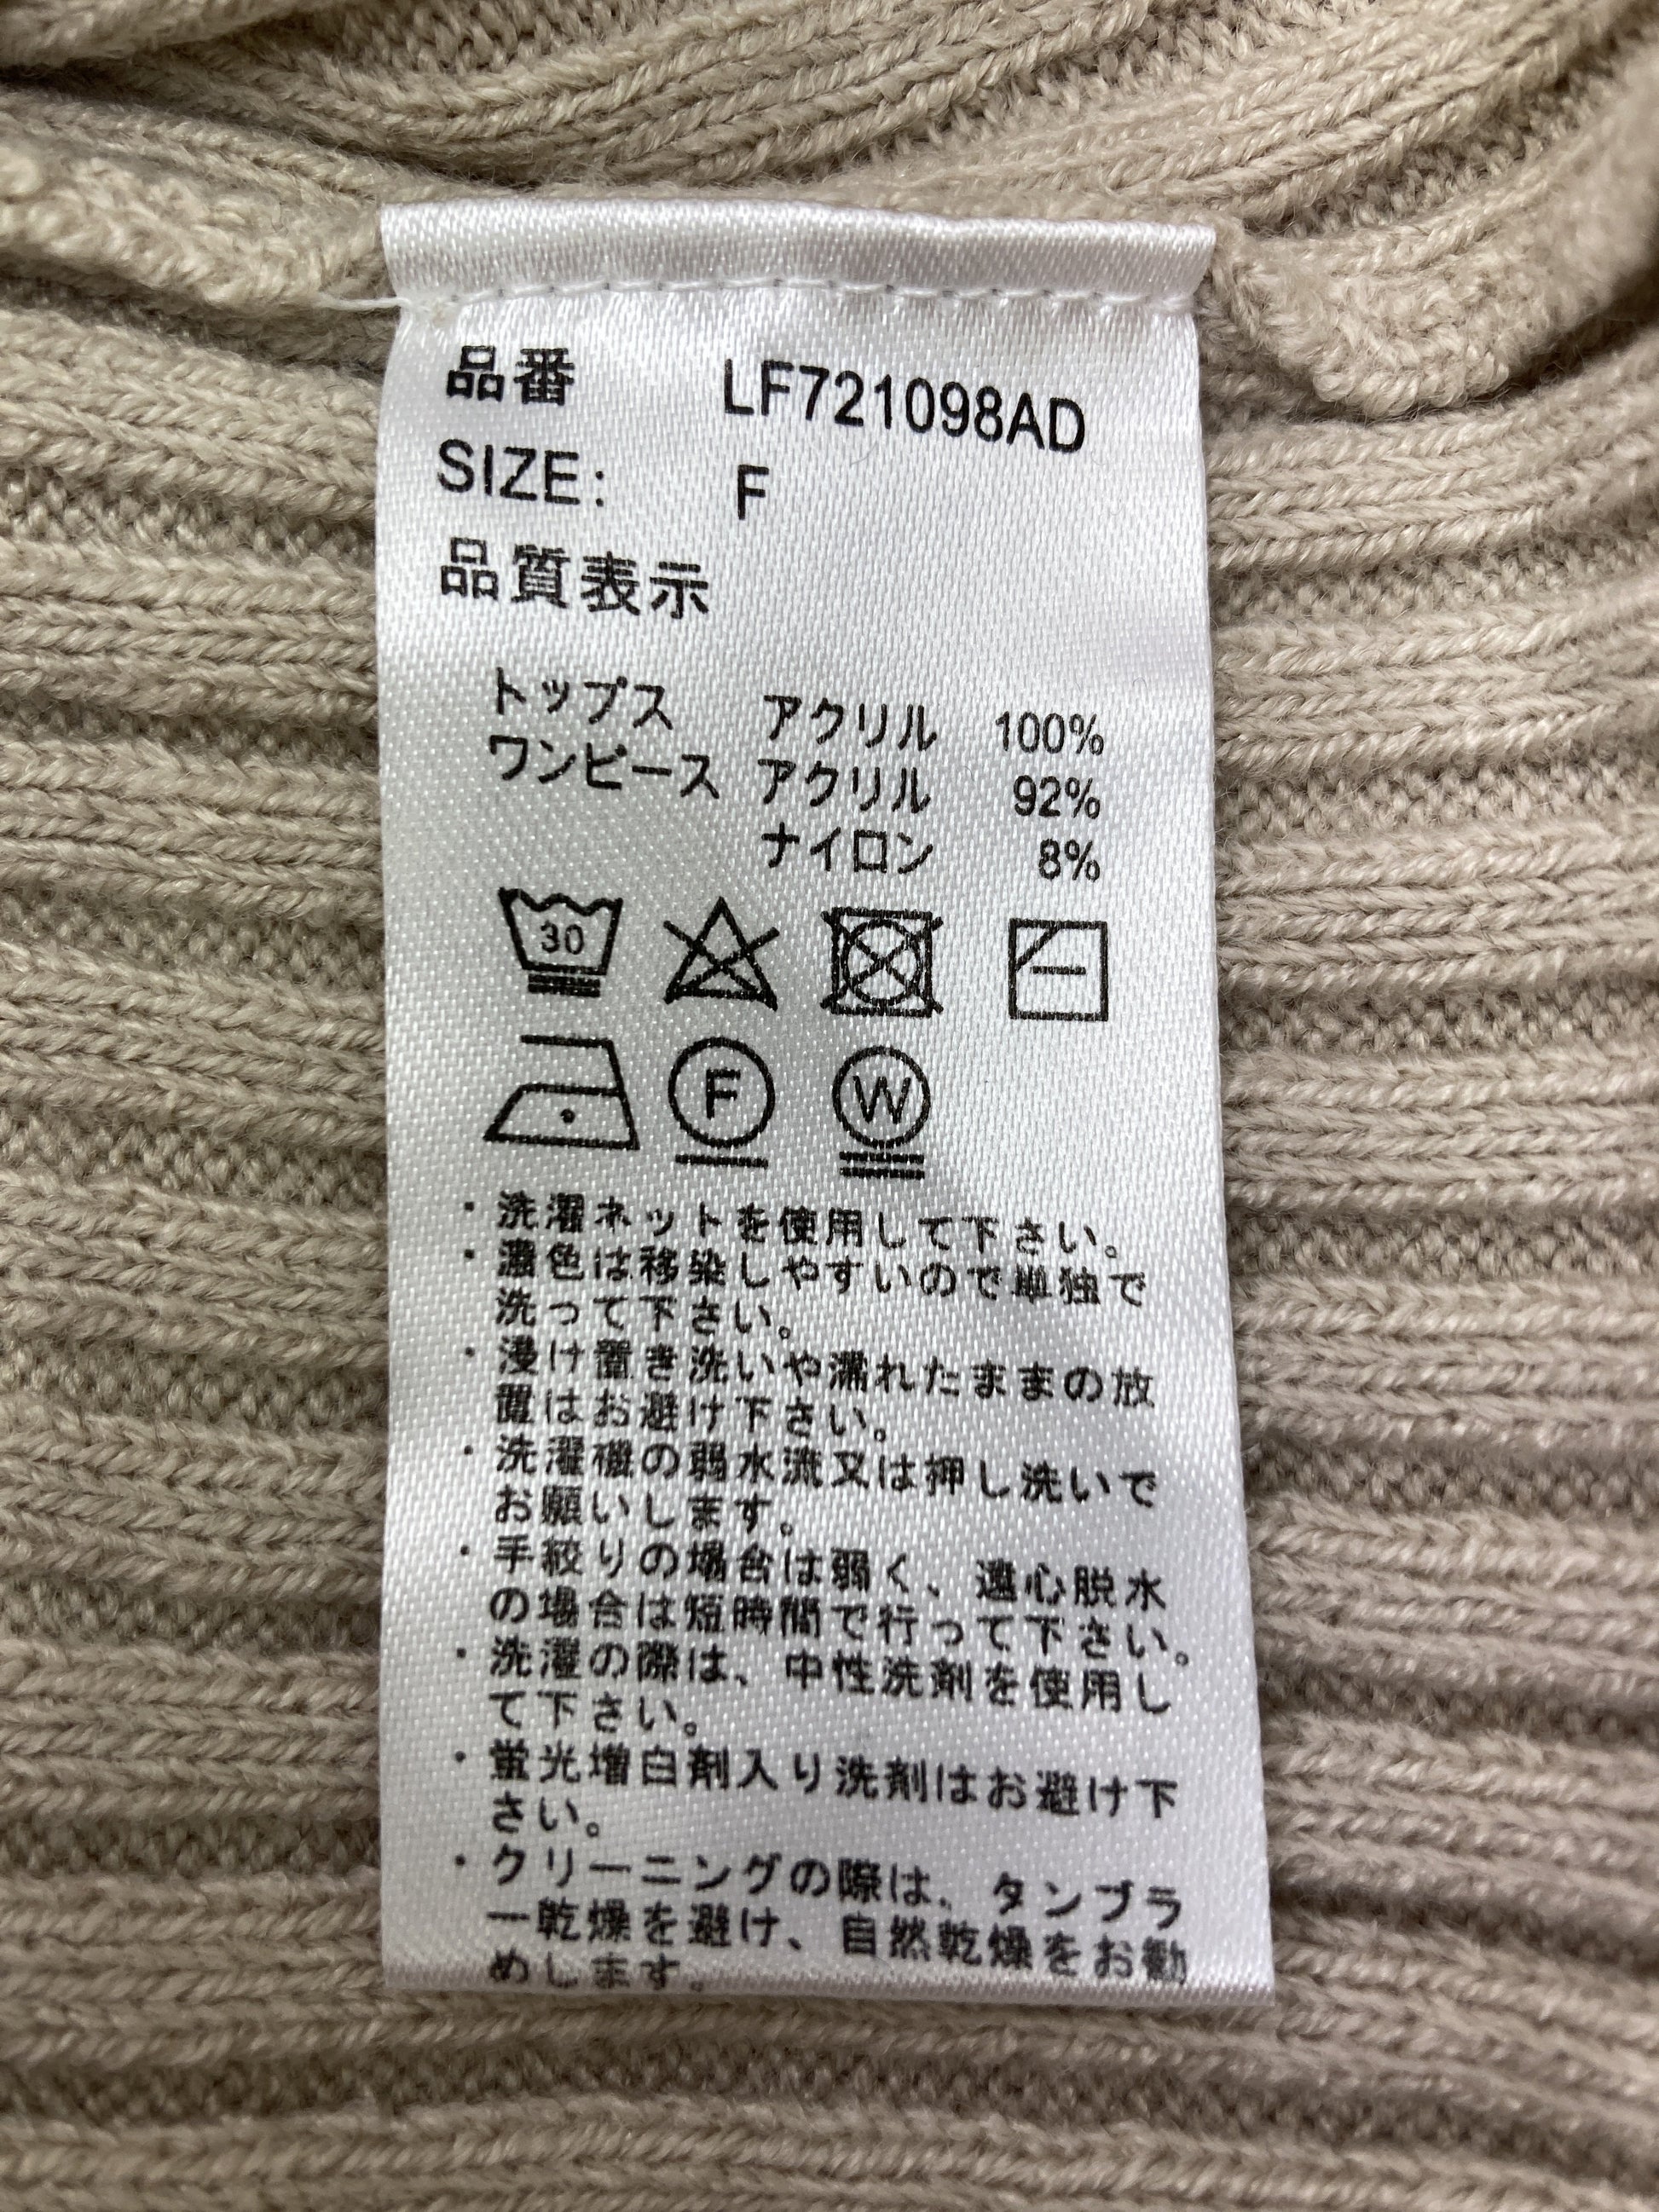 品番 LF721098AD
SIZE: F
品質表示
トップス アクリル 100%
ワンピース アクリル 92%
ナイロン 8%
30
F W
・洗濯ネットを使用して下さい。
・濃色は移染しやすいので単独で
洗って下さい。
・浸け置き洗いや濡れたままの放
置はお避け下さい。
・洗濯機の弱水流又は押し洗いで
お願いします。
・手絞りの場合は弱く、遠心脱水
の場合は短時間で行って下さい。
・洗濯の際は、中性洗剤を使用し
て下さい。
・蛍光増白剤入り洗剤はお避け下
さい。
・クリーニングの際は、タンブラ
ー乾燥を避け、自然乾燥をお勧
めします。